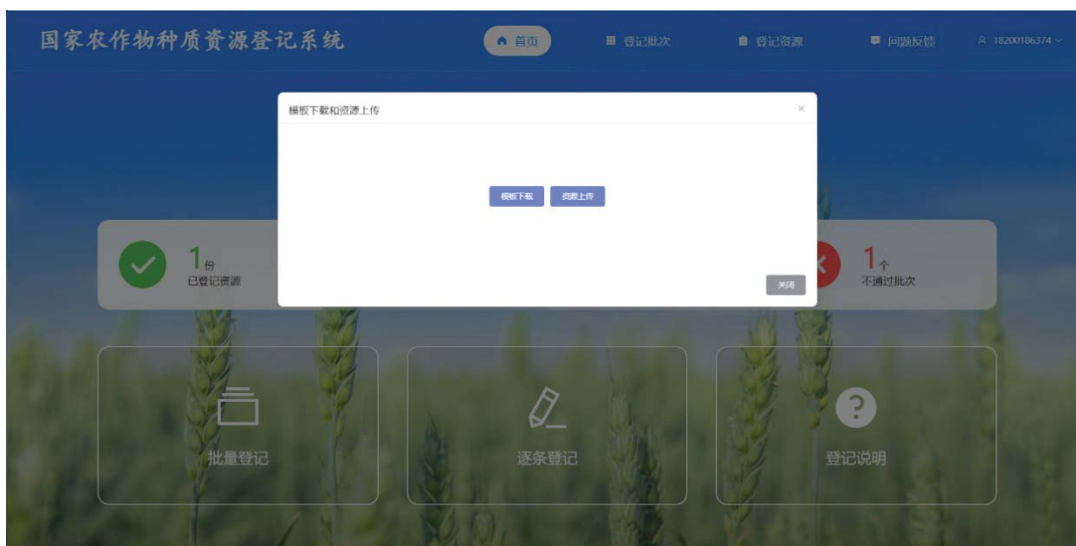 国家农作物种质资源登记系统
首页
登记批次
登记资源
问题反馈
18200186374
模板下载和资源上传
×
模板下载
资源上传
关闭
1份
已登记资源
1个
不通过批次
批量登记
逐条登记
?
登记说明